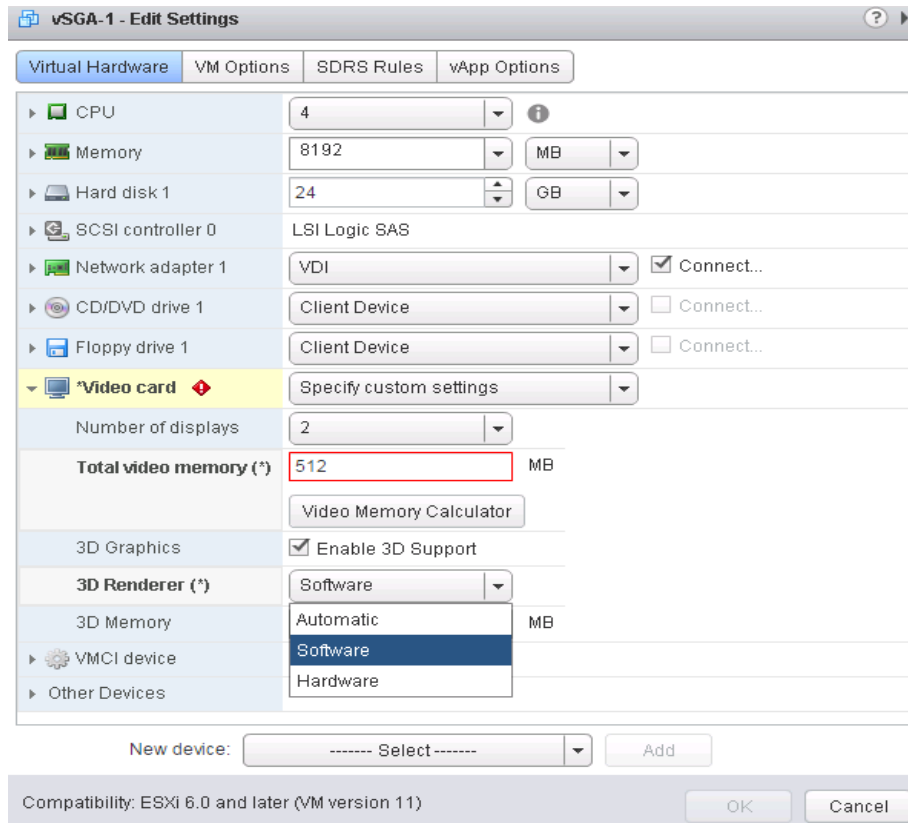 vSGA-1 - Edit Settings ?
Virtual Hardware VM Options SDRS Rules vApp Options
CPU 4
Memory 8192 MB
Hard disk 1 24 GB
SCSI controller 0 LSI Logic SAS
Network adapter 1 VDI Connect...
CD/DVD drive 1 Client Device Connect...
Floppy drive 1 Client Device Connect...
*Video card Specify custom settings
Number of displays 2
Total video memory (*) 512 MB
Video Memory Calculator
3D Graphics Enable 3D Support
3D Renderer (*) Software
Automatic
3D Memory MB
Software
VMCI device
Hardware
Other Devices
New device: ------- Select ------- Add
Compatibility: ESXi 6.0 and later (VM version 11) OK Cancel